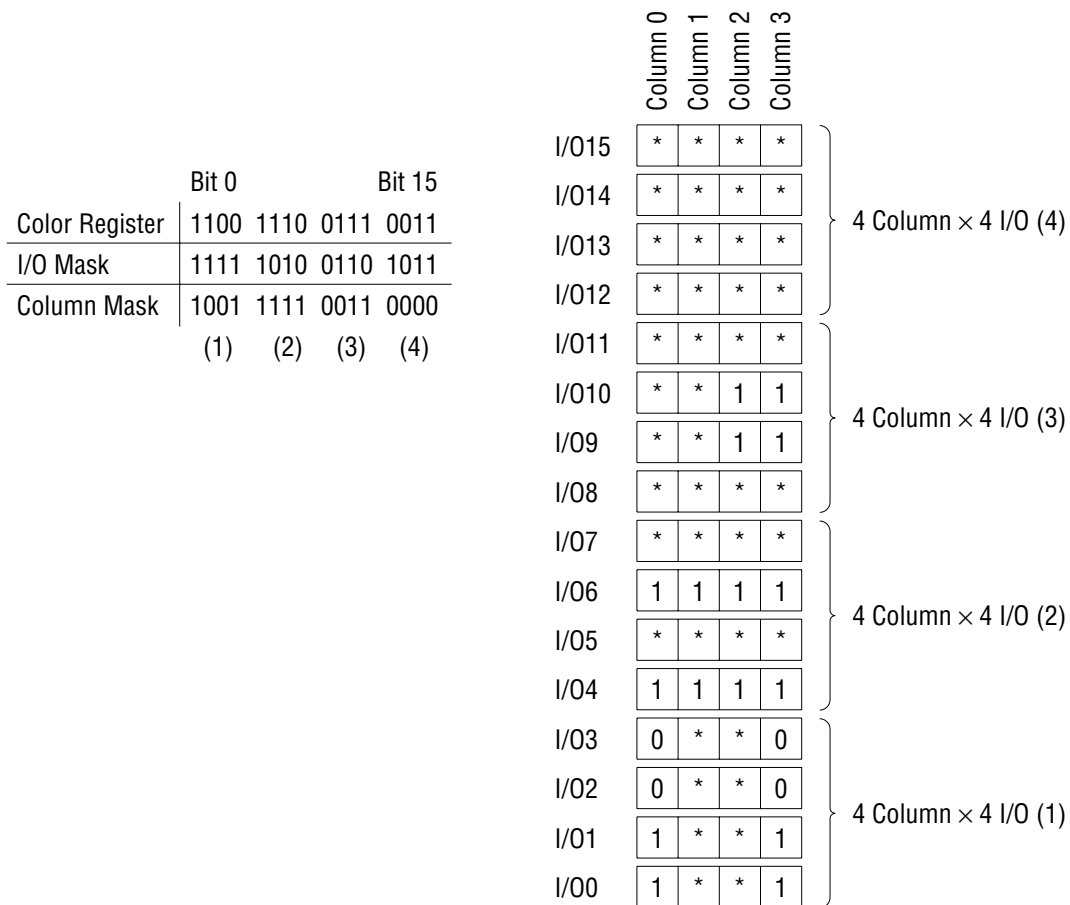 Bit 0 Bit 15
Color Register 1100 1110 0111 0011
I/O Mask 1111 1010 0110 1011
Column Mask 1001 1111 0011 0000
(1) (2) (3) (4)
Column 0 Column 1 Column 2 Column 3
I/O15 * * * *
I/O14 * * * *
I/O13 * * * *
I/O12 * * * *
4 Column × 4 I/O (4)
I/O11 * * * *
I/O10 * * 1 1
I/O9 * * 1 1
I/O8 * * * *
4 Column × 4 I/O (3)
I/O7 * * * *
I/O6 1 1 1 1
I/O5 * * * *
I/O4 1 1 1 1
4 Column × 4 I/O (2)
I/O3 0 * * 0
I/O2 0 * * 0
I/O1 1 * * 1
I/O0 1 * * 1
4 Column × 4 I/O (1)